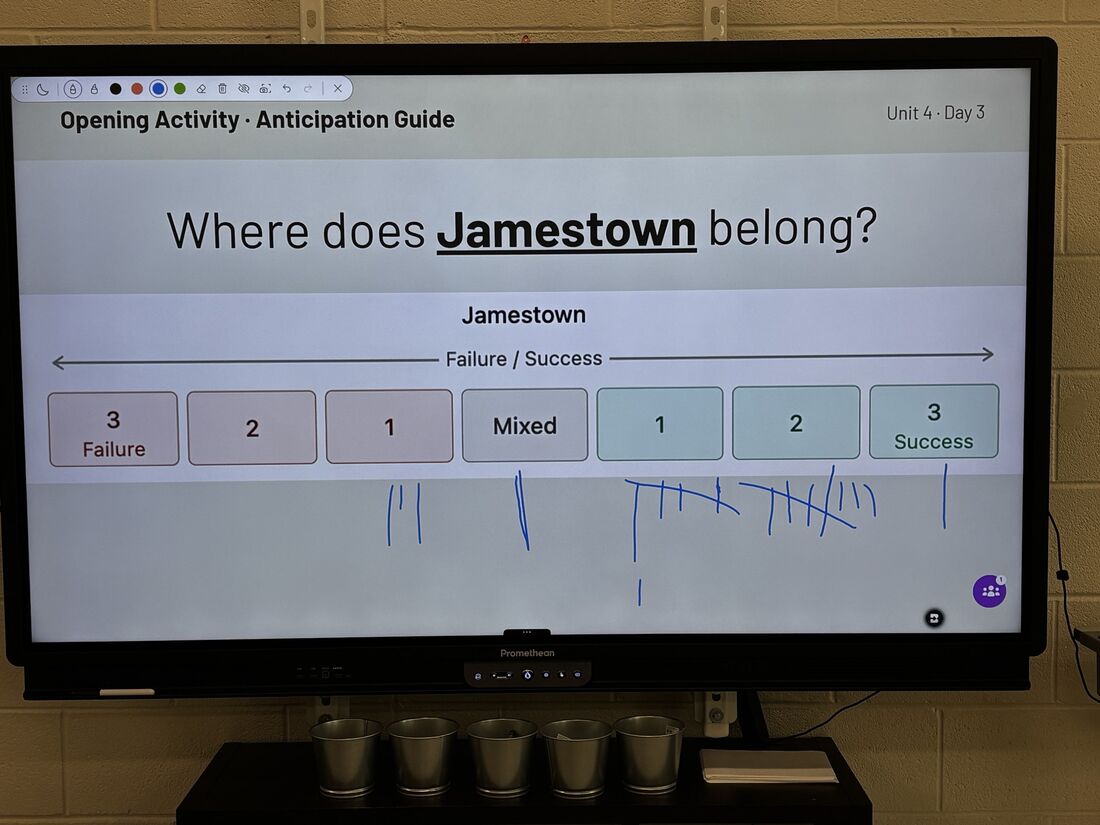 Opening Activity · Anticipation Guide
Unit 4 · Day 3
Where does Jamestown belong?
Jamestown
Failure / Success
3 2 1 Mixed 1 2 3
Failure Success
1
Promethean